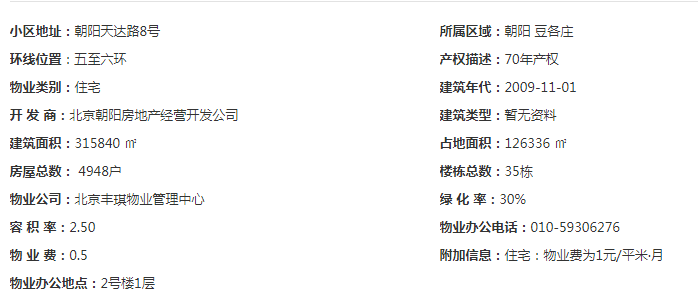 小区地址：朝阳天达路8号 所属区域：朝阳 豆各庄
环线位置：五至六环 产权描述：70年产权
物业类别：住宅 建筑年代：2009-11-01
开 发 商：北京朝阳房地产经营开发公司 建筑类型：暂无资料
建筑面积：315840 ㎡ 占地面积：126336 ㎡
房屋总数： 4948户 楼栋总数：35栋
物业公司：北京丰琪物业管理中心 绿 化 率：30%
容 积 率：2.50 物业办公电话：010-59306276
物 业 费：0.5 附加信息：住宅：物业费为1元/平米·月
物业办公地点：2号楼1层